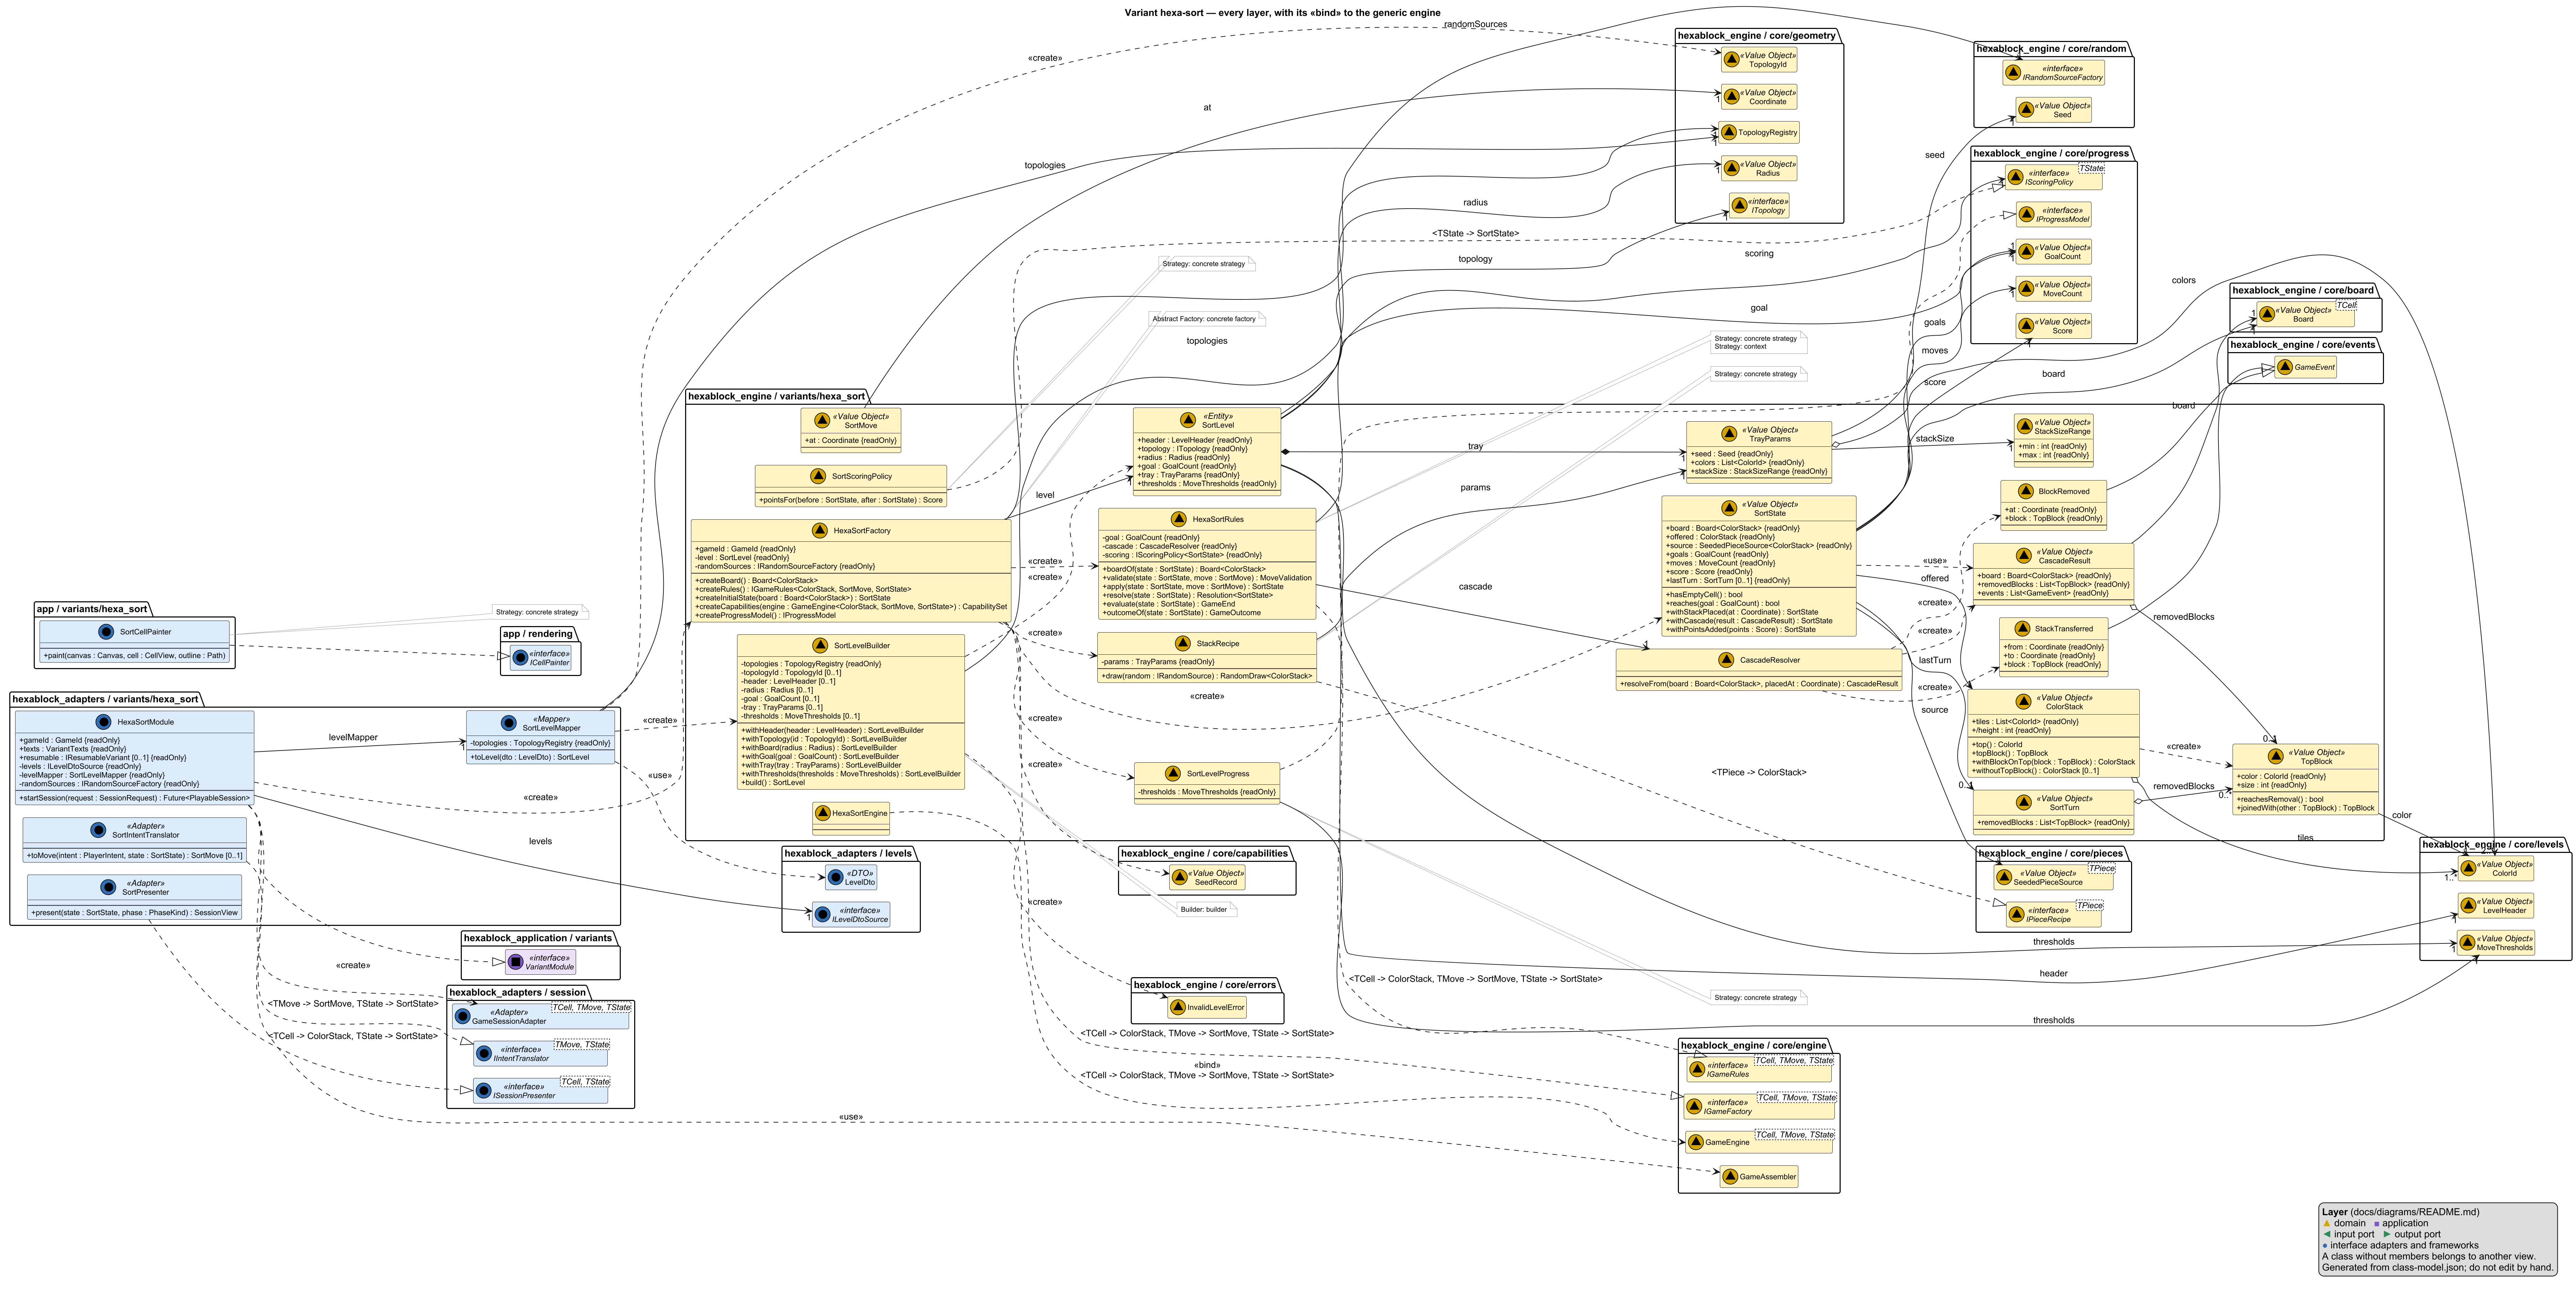 Variant hexa-sort — every layer, with its «bind» to the generic engine
hexablock_engine / core/geometry
«Value Object»
TopologyId
«Value Object»
Coordinate
TopologyRegistry
«Value Object»
Radius
«interface»
ITopology
hexablock_engine / core/random
«interface»
IRandomSourceFactory
«Value Object»
Seed
hexablock_engine / core/progress
TState
«interface»
IScoringPolicy
«interface»
IProgressModel
«Value Object»
GoalCount
«Value Object»
MoveCount
«Value Object»
Score
hexablock_engine / core/board
TCell
«Value Object»
Board
hexablock_engine / core/events
GameEvent
hexablock_engine / variants/hexa_sort
«Value Object»
SortMove
+at : Coordinate {readOnly}
SortScoringPolicy
+pointsFor(before : SortState, after : SortState) : Score
HexaSortFactory
+gameId : GameId {readOnly}
-level : SortLevel {readOnly}
-randomSources : IRandomSourceFactory {readOnly}
+createBoard() : Board<ColorStack>
+createRules() : IGameRules<ColorStack, SortMove, SortState>
+createInitialState(board : Board<ColorStack>) : SortState
+createCapabilities(engine : GameEngine<ColorStack, SortMove, SortState>) : CapabilitySet
+createProgressModel() : IProgressModel
SortLevelBuilder
-topologies : TopologyRegistry {readOnly}
-topologyId : TopologyId [0..1]
-header : LevelHeader [0..1]
-radius : Radius [0..1]
-goal : GoalCount [0..1]
-tray : TrayParams [0..1]
-thresholds : MoveThresholds [0..1]
+withHeader(header : LevelHeader) : SortLevelBuilder
+withTopology(id : TopologyId) : SortLevelBuilder
+withBoard(radius : Radius) : SortLevelBuilder
+withGoal(goal : GoalCount) : SortLevelBuilder
+withTray(tray : TrayParams) : SortLevelBuilder
+withThresholds(thresholds : MoveThresholds) : SortLevelBuilder
+build() : SortLevel
HexaSortEngine
«Entity»
SortLevel
+header : LevelHeader {readOnly}
+topology : ITopology {readOnly}
+radius : Radius {readOnly}
+goal : GoalCount {readOnly}
+tray : TrayParams {readOnly}
+thresholds : MoveThresholds {readOnly}
HexaSortRules
-goal : GoalCount {readOnly}
-cascade : CascadeResolver {readOnly}
-scoring : IScoringPolicy<SortState> {readOnly}
+boardOf(state : SortState) : Board<ColorStack>
+validate(state : SortState, move : SortMove) : MoveValidation
+apply(state : SortState, move : SortMove) : SortState
+resolve(state : SortState) : Resolution<SortState>
+evaluate(state : SortState) : GameEnd
+outcomeOf(state : SortState) : GameOutcome
StackRecipe
-params : TrayParams {readOnly}
+draw(random : IRandomSource) : RandomDraw<ColorStack>
SortLevelProgress
-thresholds : MoveThresholds {readOnly}
«Value Object»
TrayParams
+seed : Seed {readOnly}
+colors : List<ColorId> {readOnly}
+stackSize : StackSizeRange {readOnly}
«Value Object»
SortState
+board : Board<ColorStack> {readOnly}
+offered : ColorStack {readOnly}
+source : SeededPieceSource<ColorStack> {readOnly}
+goals : GoalCount {readOnly}
+moves : MoveCount {readOnly}
+score : Score {readOnly}
+lastTurn : SortTurn [0..1] {readOnly}
+hasEmptyCell() : bool
+reaches(goal : GoalCount) : bool
+withStackPlaced(at : Coordinate) : SortState
+withCascade(result : CascadeResult) : SortState
+withPointsAdded(points : Score) : SortState
CascadeResolver
+resolveFrom(board : Board<ColorStack>, placedAt : Coordinate) : CascadeResult
«Value Object»
StackSizeRange
+min : int {readOnly}
+max : int {readOnly}
BlockRemoved
+at : Coordinate {readOnly}
+block : TopBlock {readOnly}
«Value Object»
CascadeResult
+board : Board<ColorStack> {readOnly}
+removedBlocks : List<TopBlock> {readOnly}
+events : List<GameEvent> {readOnly}
StackTransferred
+from : Coordinate {readOnly}
+to : Coordinate {readOnly}
+block : TopBlock {readOnly}
«Value Object»
ColorStack
+tiles : List<ColorId> {readOnly}
+/height : int {readOnly}
+top() : ColorId
+topBlock() : TopBlock
+withBlockOnTop(block : TopBlock) : ColorStack
+withoutTopBlock() : ColorStack [0..1]
«Value Object»
SortTurn
+removedBlocks : List<TopBlock> {readOnly}
«Value Object»
TopBlock
+color : ColorId {readOnly}
+size : int {readOnly}
+reachesRemoval() : bool
+joinedWith(other : TopBlock) : TopBlock
app / variants/hexa_sort
SortCellPainter
+paint(canvas : Canvas, cell : CellView, outline : Path)
app / rendering
«interface»
ICellPainter
hexablock_adapters / variants/hexa_sort
HexaSortModule
+gameId : GameId {readOnly}
+texts : VariantTexts {readOnly}
+resumable : IResumableVariant [0..1] {readOnly}
-levels : ILevelDtoSource {readOnly}
-levelMapper : SortLevelMapper {readOnly}
-randomSources : IRandomSourceFactory {readOnly}
+startSession(request : SessionRequest) : Future<PlayableSession>
«Adapter»
SortIntentTranslator
+toMove(intent : PlayerIntent, state : SortState) : SortMove [0..1]
«Adapter»
SortPresenter
+present(state : SortState, phase : PhaseKind) : SessionView
«Mapper»
SortLevelMapper
-topologies : TopologyRegistry {readOnly}
+toLevel(dto : LevelDto) : SortLevel
hexablock_application / variants
«interface»
VariantModule
hexablock_adapters / session
TCell, TMove, TState
«Adapter»
GameSessionAdapter
TMove, TState
«interface»
IIntentTranslator
TCell, TState
«interface»
ISessionPresenter
hexablock_adapters / levels
«DTO»
LevelDto
«interface»
ILevelDtoSource
hexablock_engine / core/capabilities
«Value Object»
SeedRecord
hexablock_engine / core/errors
InvalidLevelError
hexablock_engine / core/pieces
TPiece
«Value Object»
SeededPieceSource
TPiece
«interface»
IPieceRecipe
hexablock_engine / core/levels
«Value Object»
ColorId
«Value Object»
LevelHeader
«Value Object»
MoveThresholds
hexablock_engine / core/engine
TCell, TMove, TState
«interface»
IGameRules
TCell, TMove, TState
«interface»
IGameFactory
TCell, TMove, TState
GameEngine
GameAssembler
Strategy: concrete strategy
Abstract Factory: concrete factory
Strategy: concrete strategy
Strategy: context
Strategy: concrete strategy
Strategy: concrete strategy
Builder: builder
Strategy: concrete strategy
randomSources
«create»
at
topologies
radius
<TState -> SortState>
topology
scoring
goal
topologies
seed
goals
moves
score
colors
board
board
stackSize
tray
level
params
cascade
«create»
«create»
«create»
«create»
«create»
«create»
«create»
«use»
«create»
«create»
«create»
«create»
offered
lastTurn
source
removedBlocks
removedBlocks
color
tiles
levelMapper
«create»
«use»
«create»
levels
«create»
<TMove -> SortMove, TState -> SortState>
<TCell -> ColorStack, TState -> SortState>
<TPiece -> ColorStack>
thresholds
header
thresholds
<TCell -> ColorStack, TMove -> SortMove, TState -> SortState>
<TCell -> ColorStack, TMove -> SortMove, TState -> SortState>
«bind»
<TCell -> ColorStack, TMove -> SortMove, TState -> SortState>
«use»
Layer (docs/diagrams/README.md)
domain application
input port output port
interface adapters and frameworks
A class without members belongs to another view.
Generated from class-model.json; do not edit by hand.